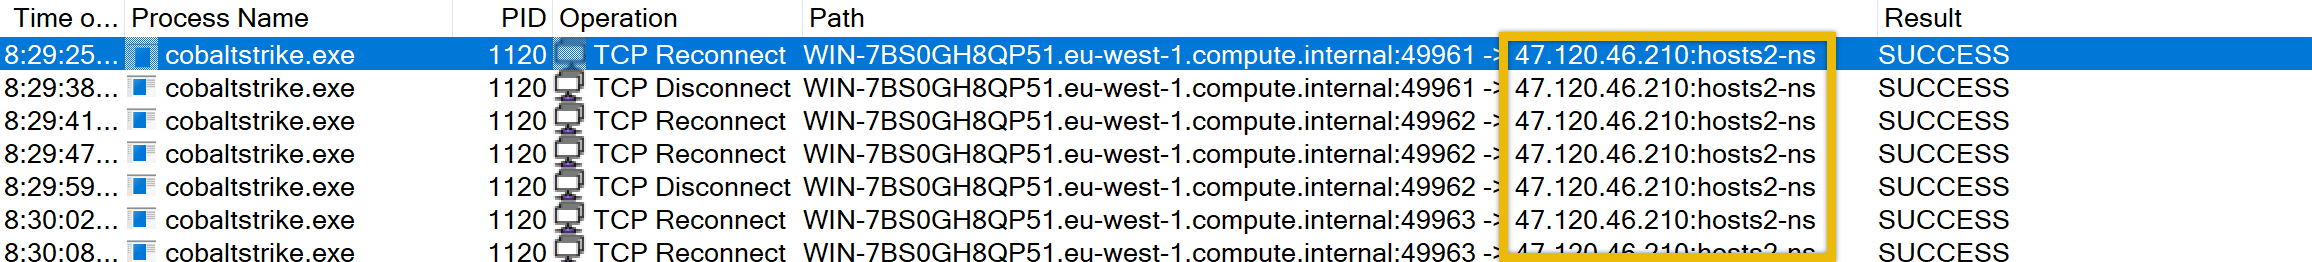 Time o... Process Name PID Operation Path Result
8:29:25... cobaltstrike.exe 1120 TCP Reconnect WIN-7BS0GH8QP51.eu-west-1.compute.internal:49961 -> 47.120.46.210:hosts2-ns SUCCESS
8:29:38... cobaltstrike.exe 1120 TCP Disconnect WIN-7BS0GH8QP51.eu-west-1.compute.internal:49961 -> 47.120.46.210:hosts2-ns SUCCESS
8:29:41... cobaltstrike.exe 1120 TCP Reconnect WIN-7BS0GH8QP51.eu-west-1.compute.internal:49962 -> 47.120.46.210:hosts2-ns SUCCESS
8:29:47... cobaltstrike.exe 1120 TCP Reconnect WIN-7BS0GH8QP51.eu-west-1.compute.internal:49962 -> 47.120.46.210:hosts2-ns SUCCESS
8:29:59... cobaltstrike.exe 1120 TCP Disconnect WIN-7BS0GH8QP51.eu-west-1.compute.internal:49962 -> 47.120.46.210:hosts2-ns SUCCESS
8:30:02... cobaltstrike.exe 1120 TCP Reconnect WIN-7BS0GH8QP51.eu-west-1.compute.internal:49963 -> 47.120.46.210:hosts2-ns SUCCESS
8:30:08... cobaltstrike.exe 1120 TCP Reconnect WIN-7BS0GH8QP51.eu-west-1.compute.internal:49963 -> 47.120.46.210:hosts2-ns SUCCESS